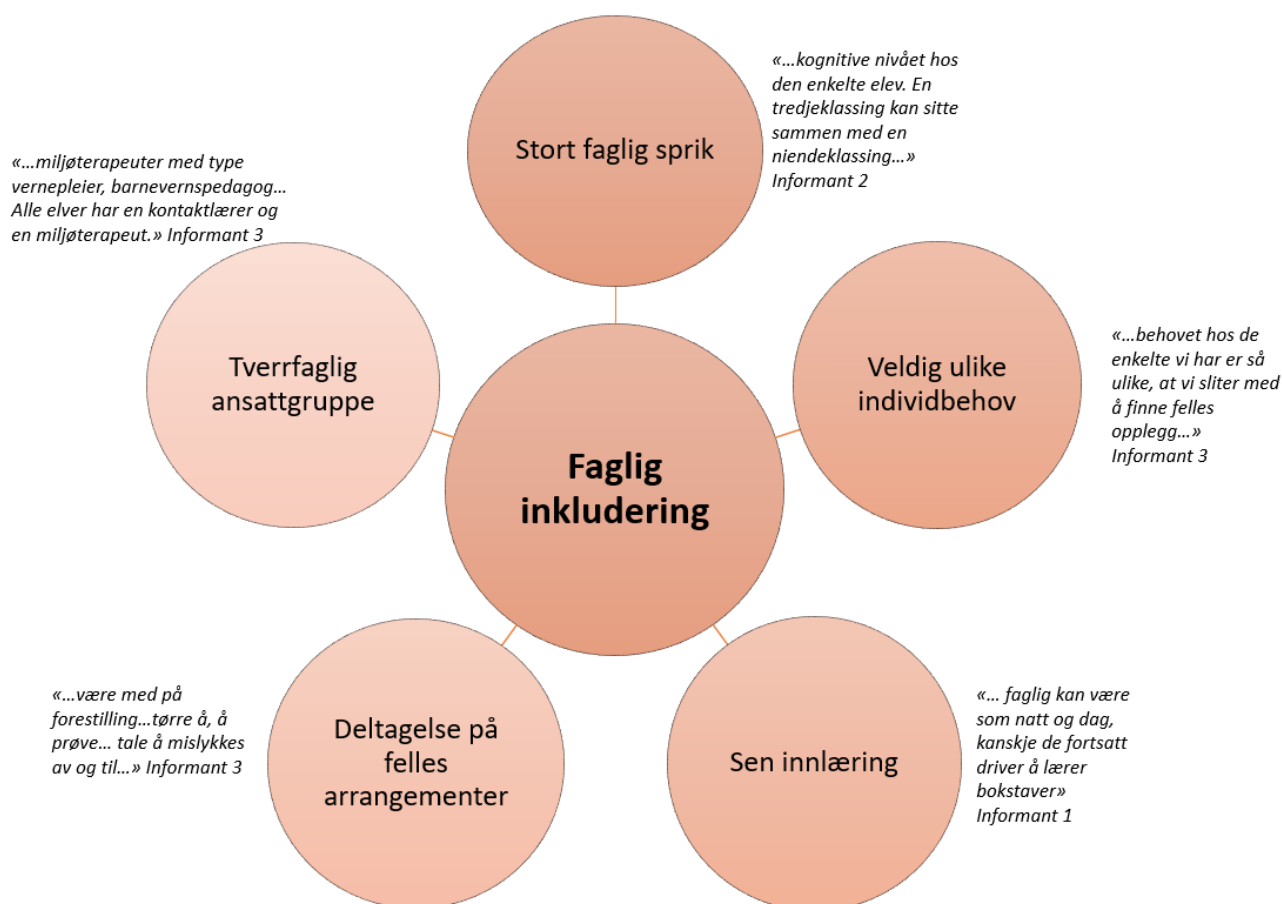 Stort faglig sprik
«…kognitive nivået hos
den enkelte elev. En
tredjeklassing kan sitte
sammen med en
niendeklassing…»
Informant 2
«…miljøterapeuter med type
vernepleier, barnevernspedagog…
Alle elver har en kontaktlærer og
en miljøterapeut.» Informant 3
Tverrfaglig
ansattgruppe
Veldig ulike
individbehov
«…behovet hos de
enkelte vi har er så
ulike, at vi sliter med
å finne felles
opplegg…»
Informant 3
Faglig
inkludering
«…være med på
forestilling…tørre å, å
prøve… tale å mislykkes
av og til…» Informant 3
Deltagelse på
felles
arrangementer
Sen innlæring
«… faglig kan være
som natt og dag,
kanskje de fortsatt
driver å lærer
bokstaver»
Informant 1